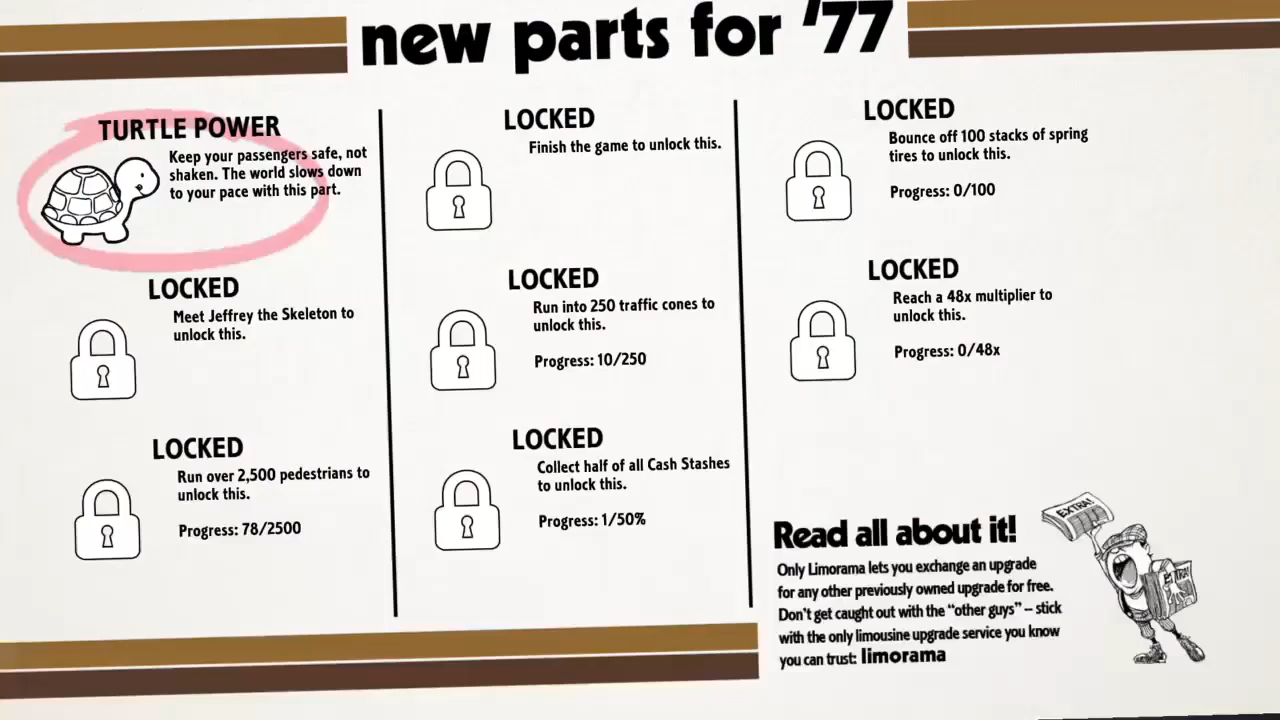 new parts for '77
TURTLE POWER
Keep your passengers safe, not
shaken. The world slows down
to your pace with this part.
LOCKED
Meet Jeffrey the Skeleton to
unlock this.
LOCKED
Run over 2,500 pedestrians to
unlock this.
Progress: 78/2500
LOCKED
Finish the game to unlock this.
LOCKED
Run into 250 traffic cones to
unlock this.
Progress: 10/250
LOCKED
Collect half of all Cash Stashes
to unlock this.
Progress: 1/50%
LOCKED
Bounce off 100 stacks of spring
tires to unlock this.
Progress: 0/100
LOCKED
Reach a 48x multiplier to
unlock this.
Progress: 0/48x
Read all about it!
Only Limorama lets you exchange an upgrade
for any other previously owned upgrade for free.
Don't get caught out with the “other guys” – stick
with the only limousine upgrade service you know
you can trust: limorama
EXTRA!